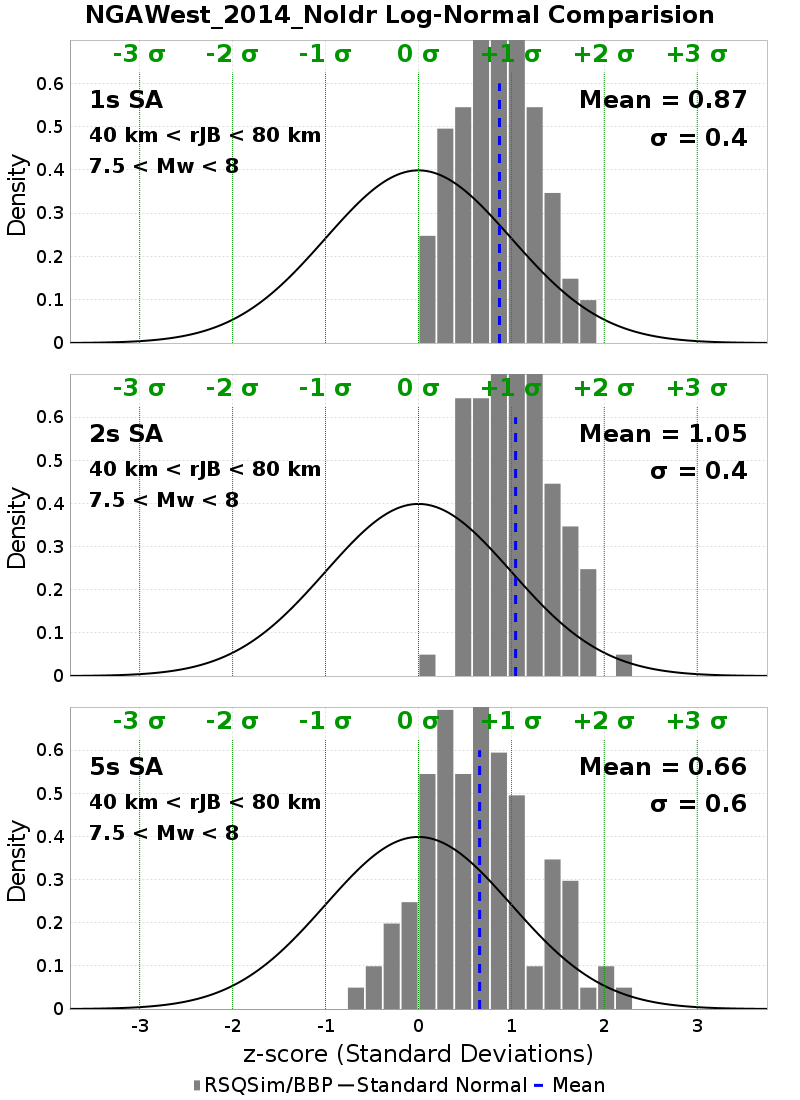 NGAWest_2014_NoIdr Log-Normal Comparision
-3 σ -2 σ -1 σ 0 σ +1 σ +2 σ +3 σ
1s SA
Mean = 0.87
40 km < rJB < 80 km
σ = 0.4
7.5 < Mw < 8
Density
0.6
0.5
0.4
0.3
0.2
0.1
0
-3 σ -2 σ -1 σ 0 σ +1 σ +2 σ +3 σ
2s SA
Mean = 1.05
40 km < rJB < 80 km
σ = 0.4
7.5 < Mw < 8
Density
0.6
0.5
0.4
0.3
0.2
0.1
0
-3 σ -2 σ -1 σ 0 σ +1 σ +2 σ +3 σ
5s SA
Mean = 0.66
40 km < rJB < 80 km
σ = 0.6
7.5 < Mw < 8
Density
0.6
0.5
0.4
0.3
0.2
0.1
0
-3 -2 -1 0 1 2 3
z-score (Standard Deviations)
RSQSim/BBP Standard Normal Mean